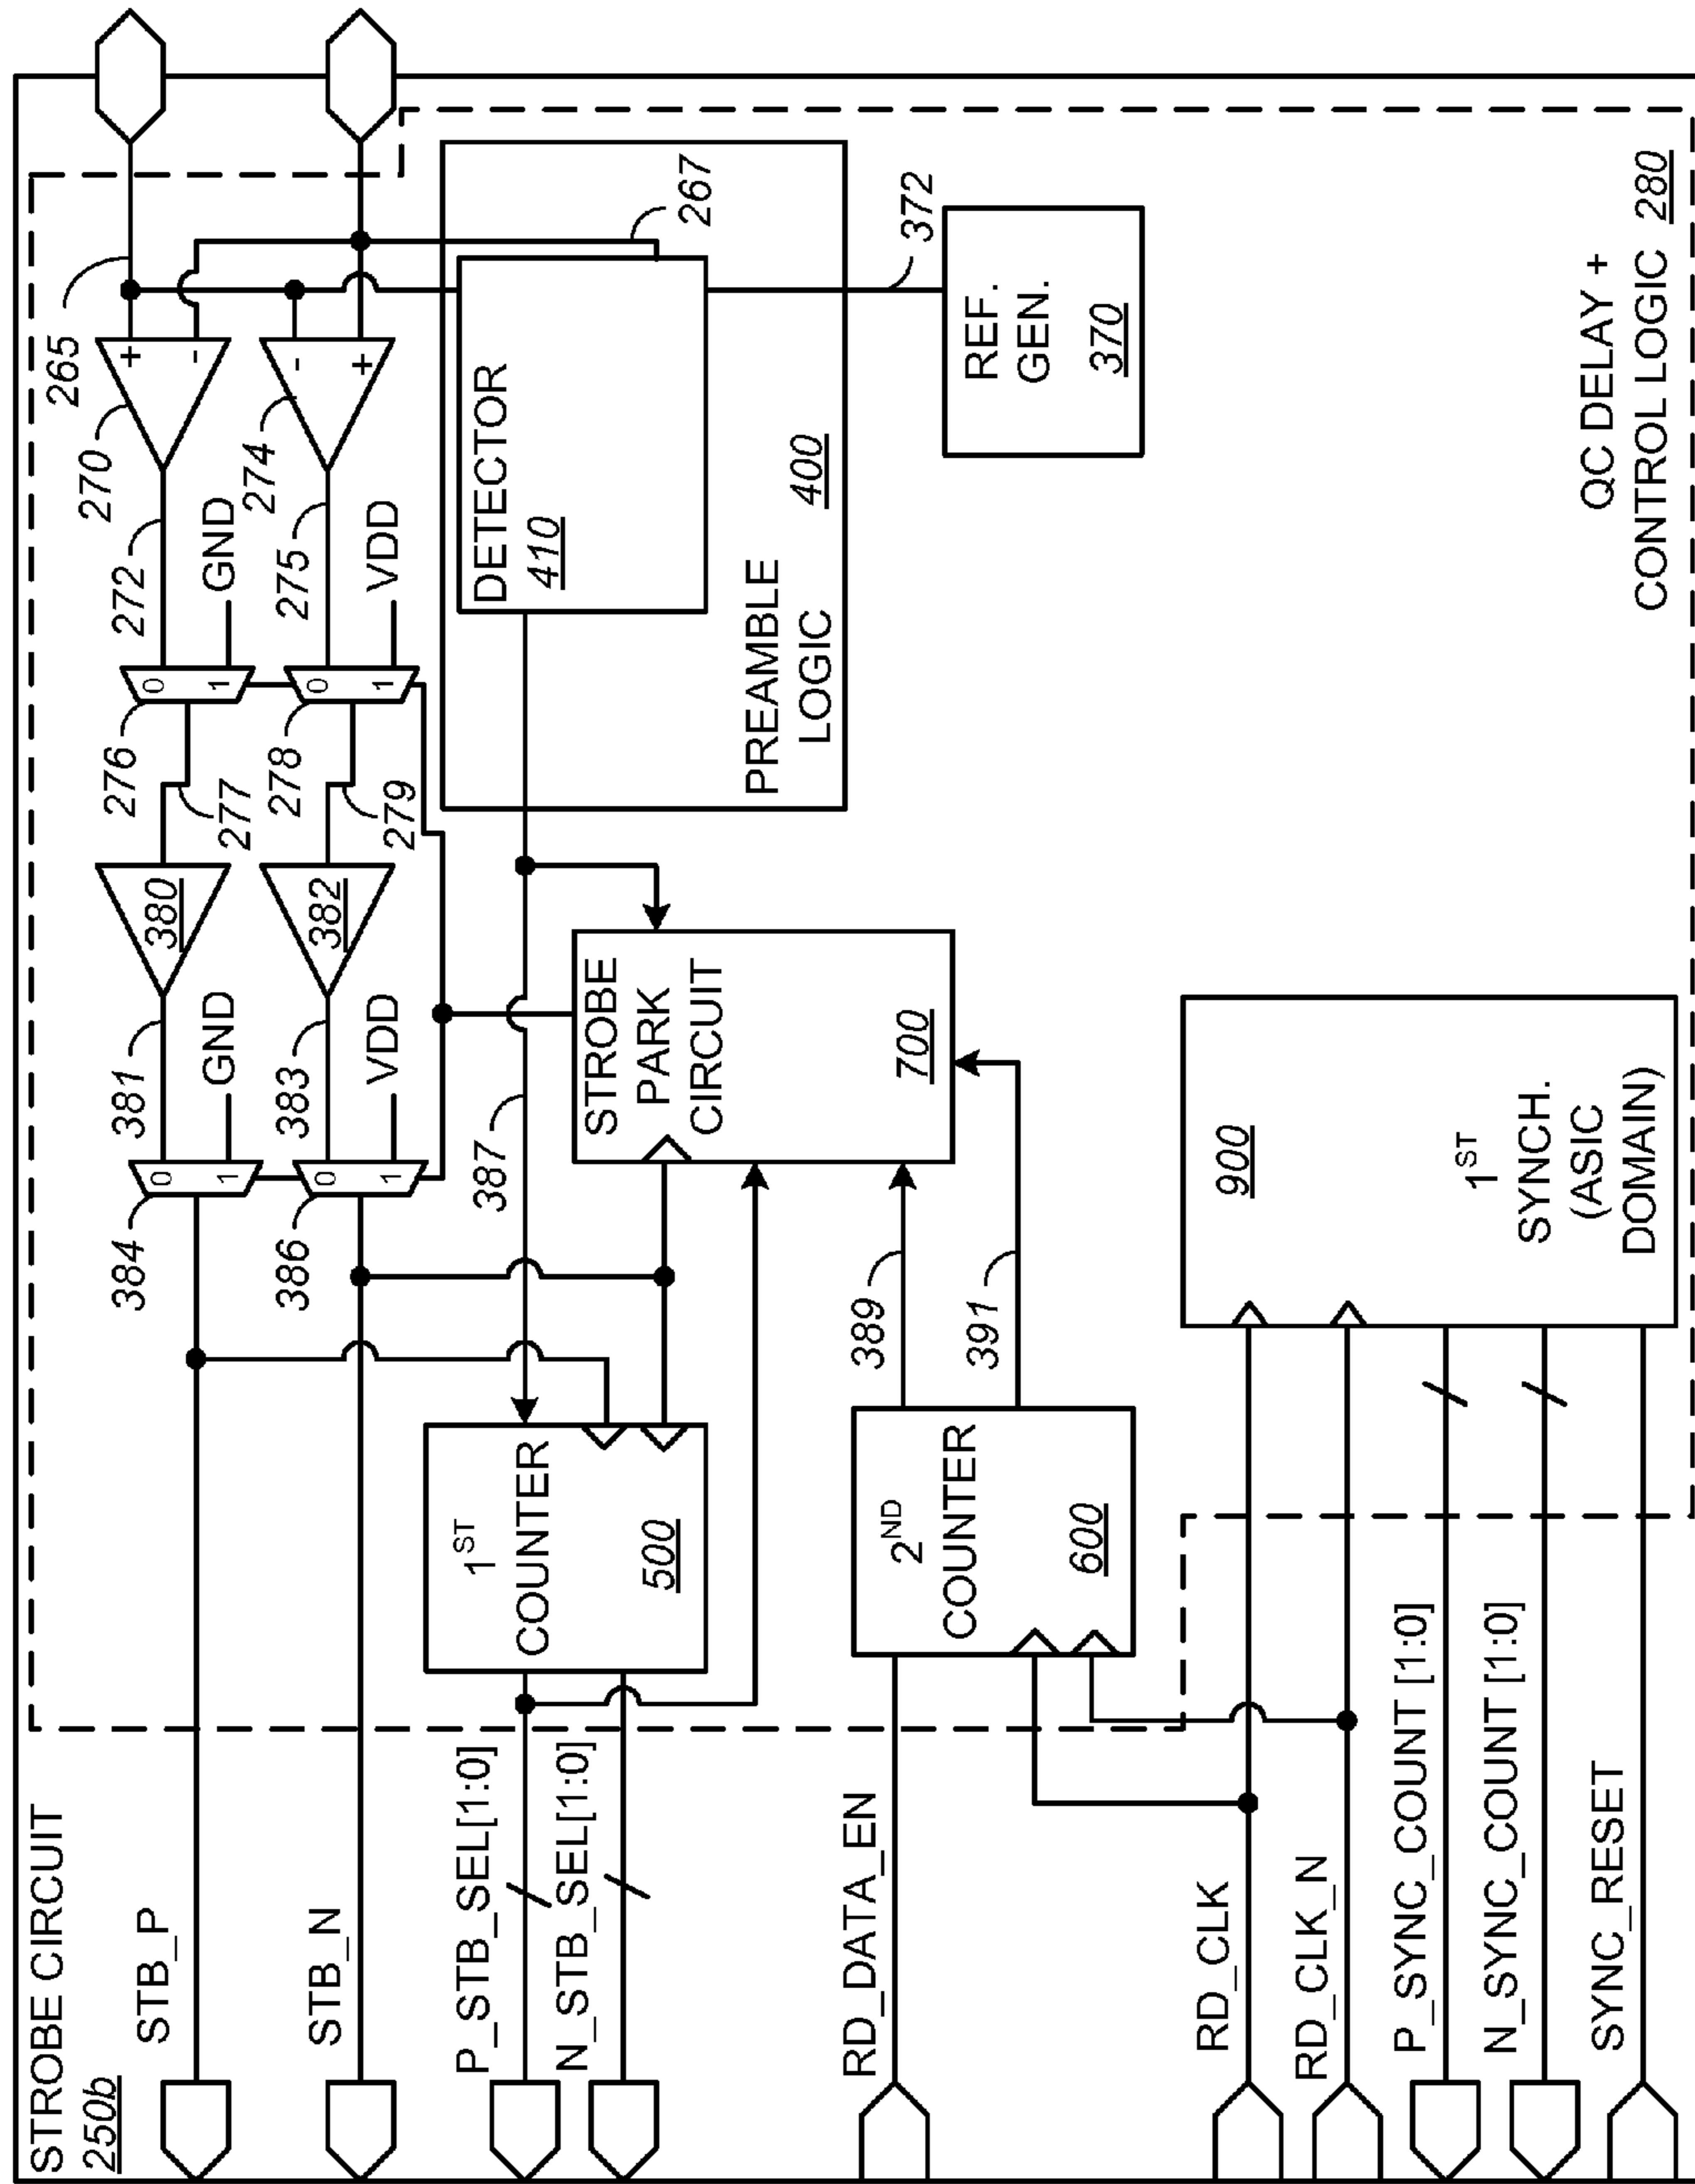 STROBE CIRCUIT
250b
STB_P
STB_N
P_STB_SEL[1:0]
N_STB_SEL[1:0]
RD_DATA_EN
RD_CLK
RD_CLK_N
P_SYNC_COUNT [1:0]
N_SYNC_COUNT [1:0]
SYNC_RESET
384
386
0
1
0
1
381
GND
383
VDD
380
382
276
277
278
279
0
1
0
1
272
GND
275
VDD
270
274
+
-
-
+
265
387
1ST
COUNTER
500
2ND
COUNTER
600
389
391
STROBE
PARK
CIRCUIT
700
DETECTOR
410
PREAMBLE
LOGIC
400
267
372
REF.
GEN.
370
900
1ST
SYNCH.
(ASIC
DOMAIN)
QC DELAY +
CONTROL LOGIC 280